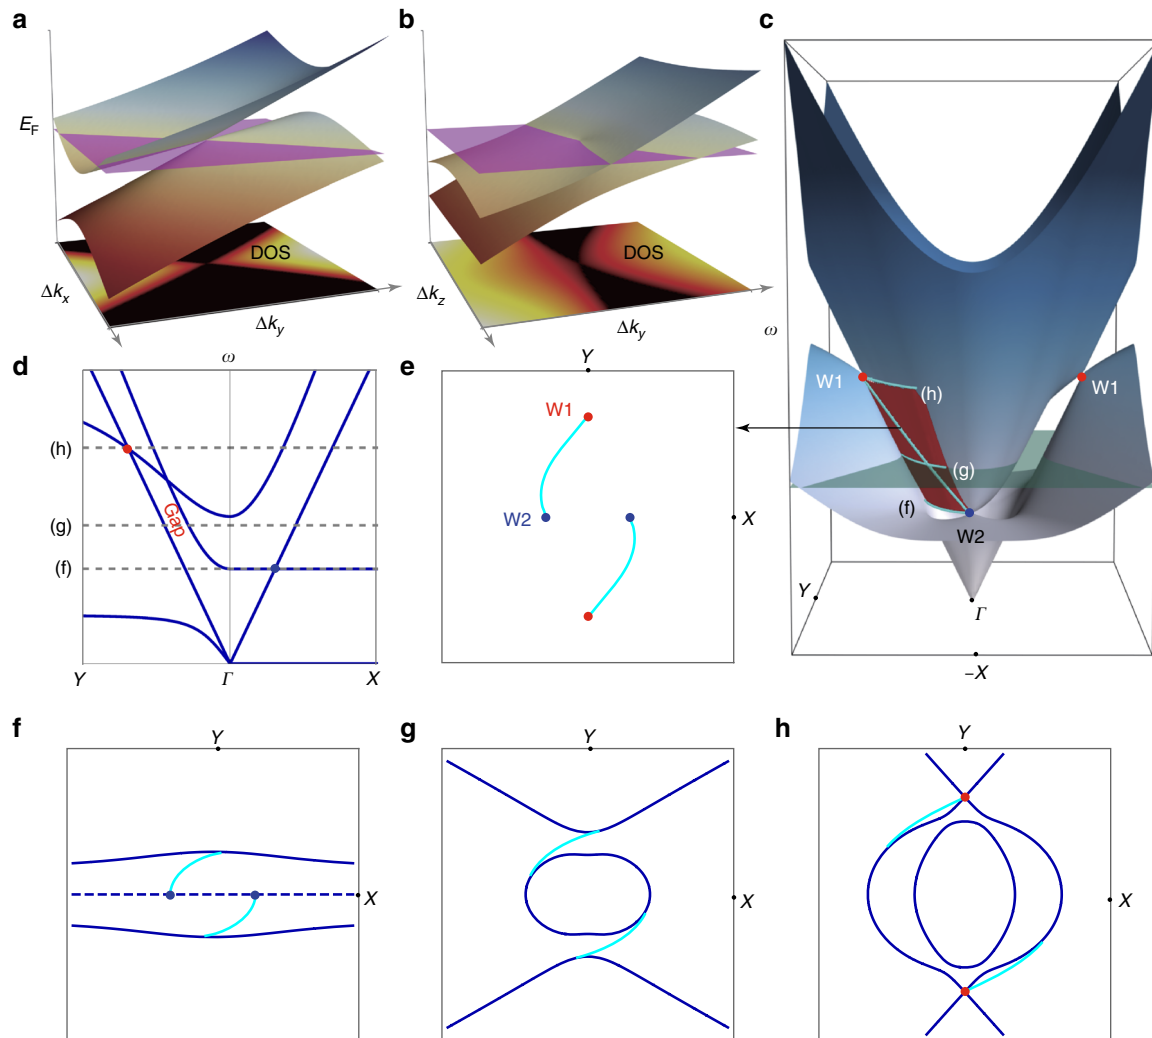 a
E_F
DOS
Δk_x
Δk_y
b
DOS
Δk_z
Δk_y
c
ω
W1
W1
(h)
(g)
(f)
W2
Y
Γ
−X
d
ω
(h)
(g)
(f)
Gap
Y
Γ
X
e
Y
W1
W2
X
f
Y
X
g
Y
X
h
Y
X